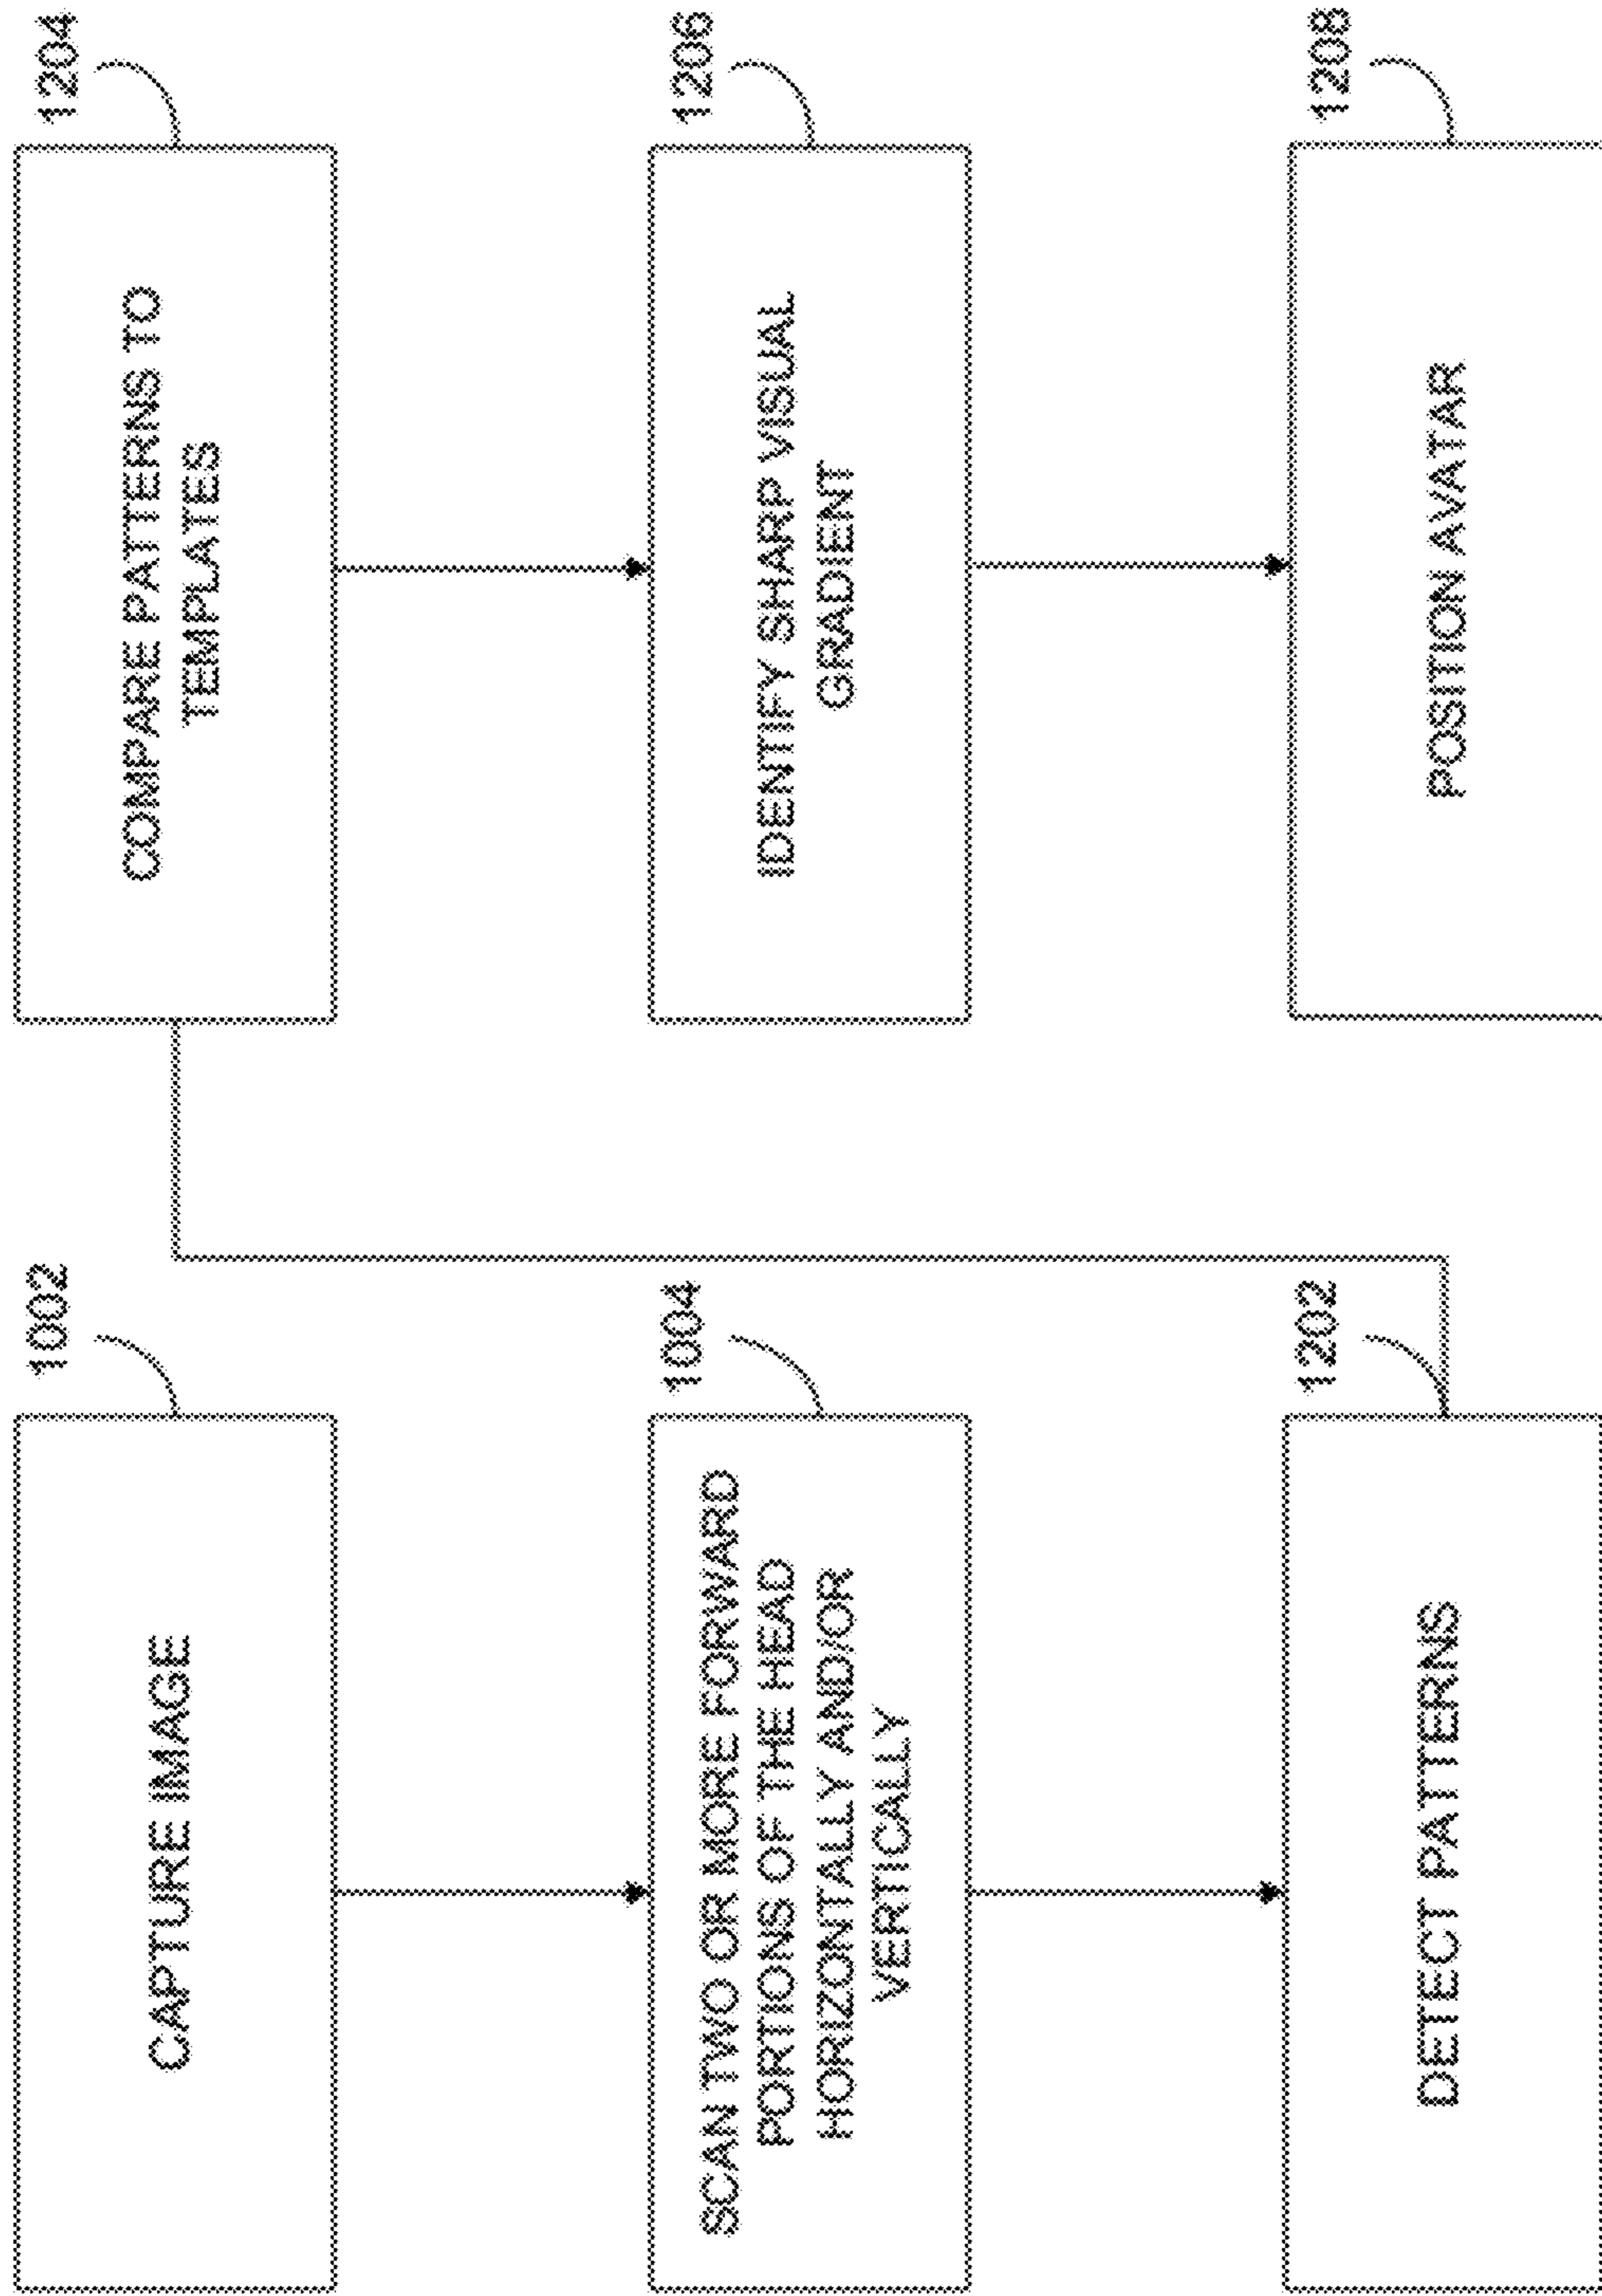 1002
CAPTURE IMAGE
1004
SCAN TWO OR MORE FORWARD
PORTIONS OF THE HEAD
HORIZONTALLY AND/OR
VERTICALLY
1202
DETECT PATTERNS
1204
COMPARE PATTERNS TO
TEMPLATES
1206
IDENTIFY SHARP VISUAL
GRADIENT
1208
POSITION AVATAR